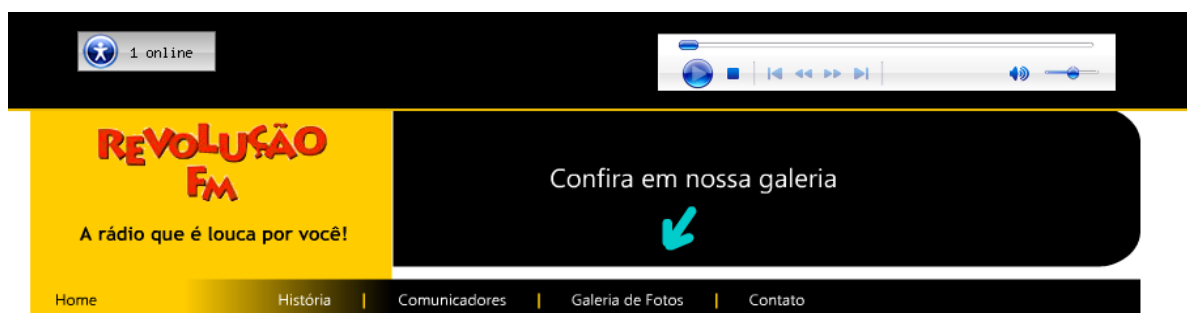 1 online
REVOLUÇÃO
FM
A rádio que é louca por você!
Confira em nossa galeria
Home História | Comunicadores | Galeria de Fotos | Contato